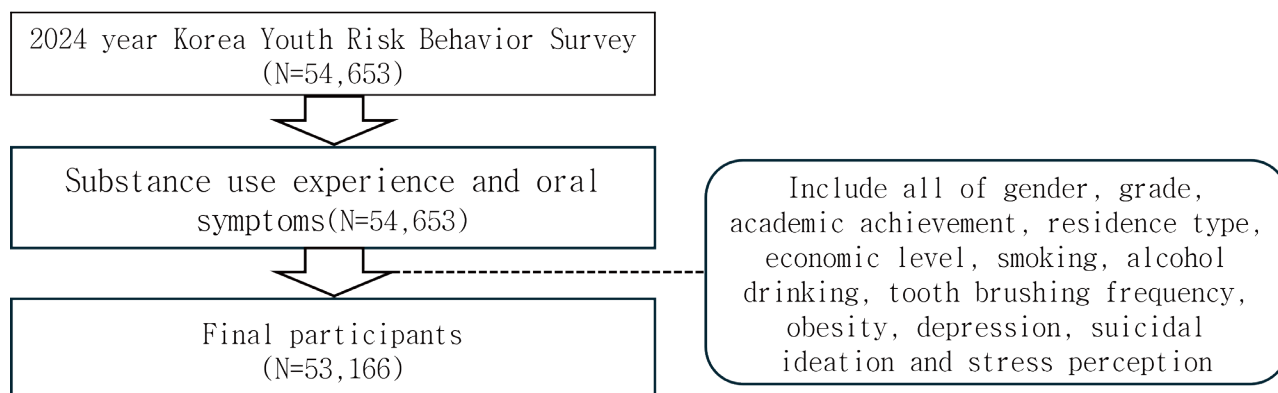 2024 year Korea Youth Risk Behavior Survey
(N=54,653)
Substance use experience and oral
symptoms(N=54,653)
Include all of gender, grade,
academic achievement, residence type,
economic level, smoking, alcohol
drinking, tooth brushing frequency,
obesity, depression, suicidal
ideation and stress perception
Final participants
(N=53,166)